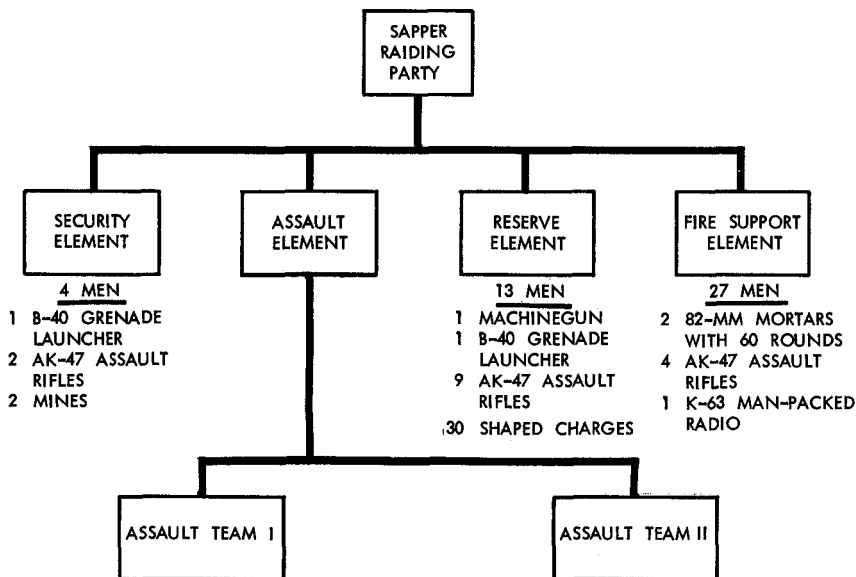 SAPPER
RAIDING
PARTY
SECURITY
ELEMENT
4 MEN
1 B-40 GRENADE
LAUNCHER
2 AK-47 ASSAULT
RIFLES
2 MINES
ASSAULT
ELEMENT
RESERVE
ELEMENT
13 MEN
1 MACHINEGUN
1 B-40 GRENADE
LAUNCHER
9 AK-47 ASSAULT
RIFLES
30 SHAPED CHARGES
FIRE SUPPORT
ELEMENT
27 MEN
2 82-MM MORTARS
WITH 60 ROUNDS
4 AK-47 ASSAULT
RIFLES
1 K-63 MAN-PACKED
RADIO
ASSAULT TEAM I
ASSAULT TEAM II